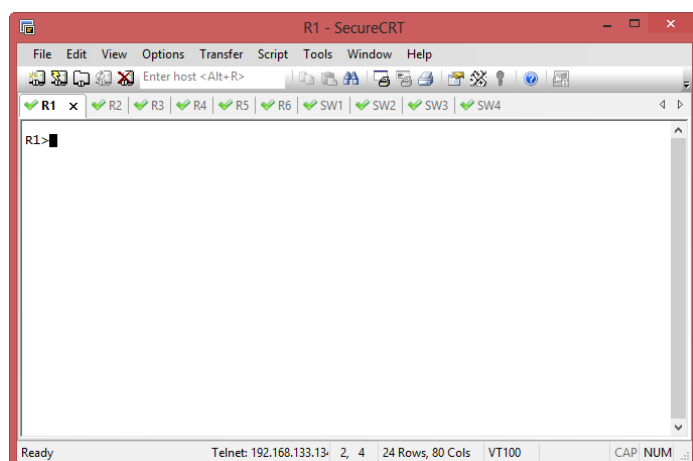 R1 - SecureCRT
File Edit View Options Transfer Script Tools Window Help
Enter host <Alt+R>
R1 x R2 R3 R4 R5 R6 SW1 SW2 SW3 SW4
R1>
Ready Telnet: 192.168.133.13 2, 4 24 Rows, 80 Cols VT100 CAP NUM